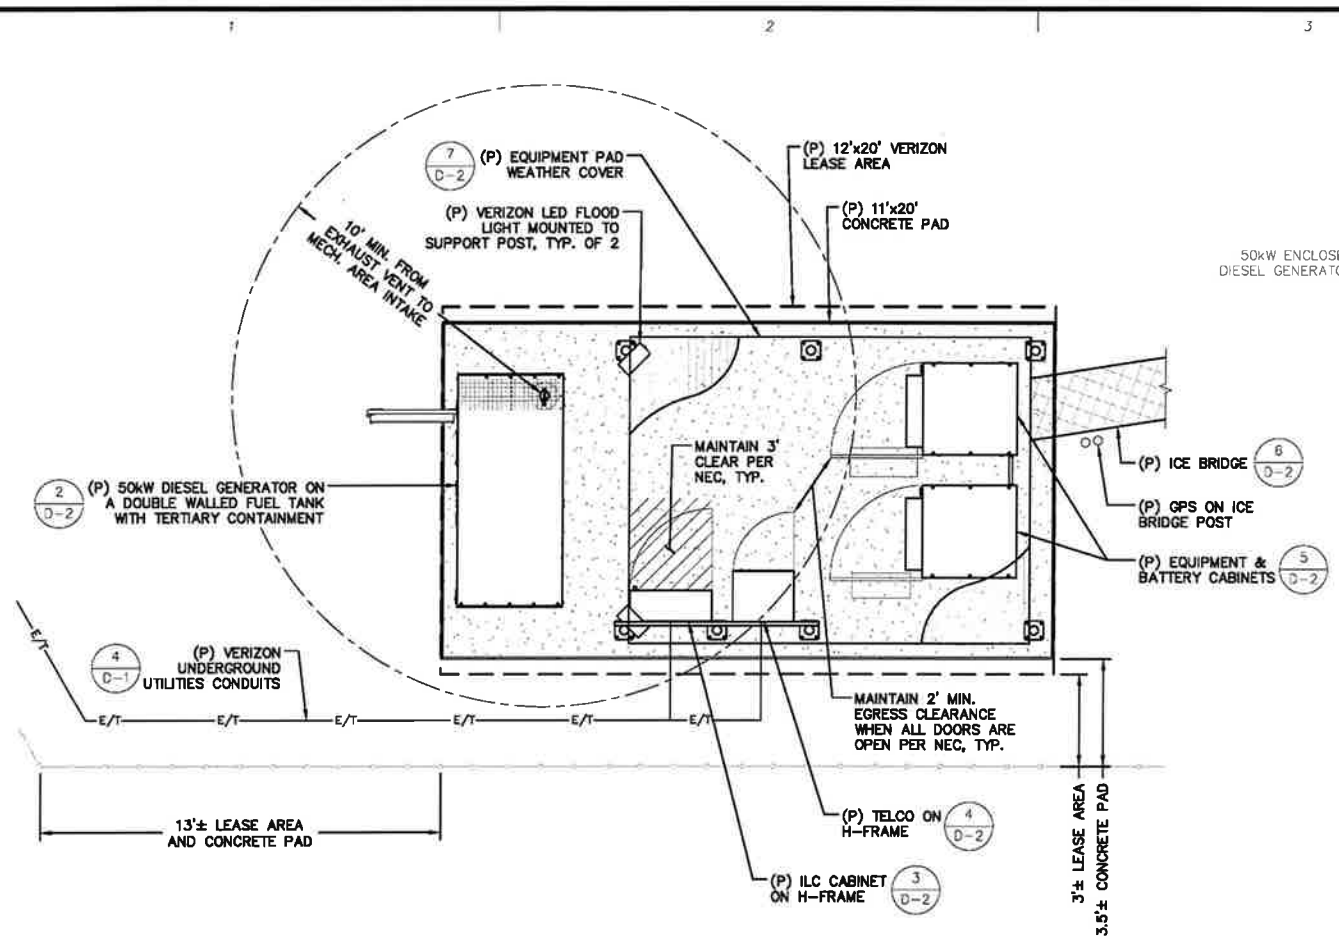 1
2
3
7
D-2
(P) EQUIPMENT PAD
WEATHER COVER
(P) 12'x20' VERIZON
LEASE AREA
(P) VERIZON LED FLOOD
LIGHT MOUNTED TO
SUPPORT POST, TYP. OF 2
(P) 11'x20'
CONCRETE PAD
10' MIN. FROM
EXHAUST VENT TO
MECH. AREA INTAKE
50kW ENCLOSE
DIESEL GENERATO
MAINTAIN 3'
CLEAR PER
NEC, TYP.
(P) ICE BRIDGE
6
D-2
2
D-2
(P) 50kW DIESEL GENERATOR ON
A DOUBLE WALLED FUEL TANK
WITH TERTIARY CONTAINMENT
(P) GPS ON ICE
BRIDGE POST
(P) EQUIPMENT &
BATTERY CABINETS
5
D-2
E/T
4
D-1
(P) VERIZON
UNDERGROUND
UTILITIES CONDUITS
E/T
E/T
E/T
E/T
E/T
E/T
MAINTAIN 2' MIN.
EGRESS CLEARANCE
WHEN ALL DOORS ARE
OPEN PER NEC, TYP.
13'± LEASE AREA
AND CONCRETE PAD
(P) TELCO ON
H-FRAME
4
D-2
(P) ILC CABINET
ON H-FRAME
3
D-2
3'± LEASE AREA
3.5'± CONCRETE PAD